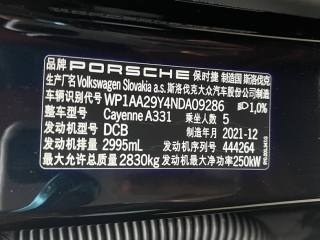 品牌 PORSCHE 保时捷 制造国 斯洛伐克
生产厂名 Volkswagen Slovakia a.s. 斯洛伐克大众汽车股份公司 制造
车辆识别代号 WP1AA29Y4NDA09286 1,0%
整车型号 Cayenne A331 乘坐人数 5
发动机型号 DCB 制造年月 2021-12
发动机排量 2995mL 发动机序列号 444264
最大允许总质量 2830kg 发动机最大净功率 250kW